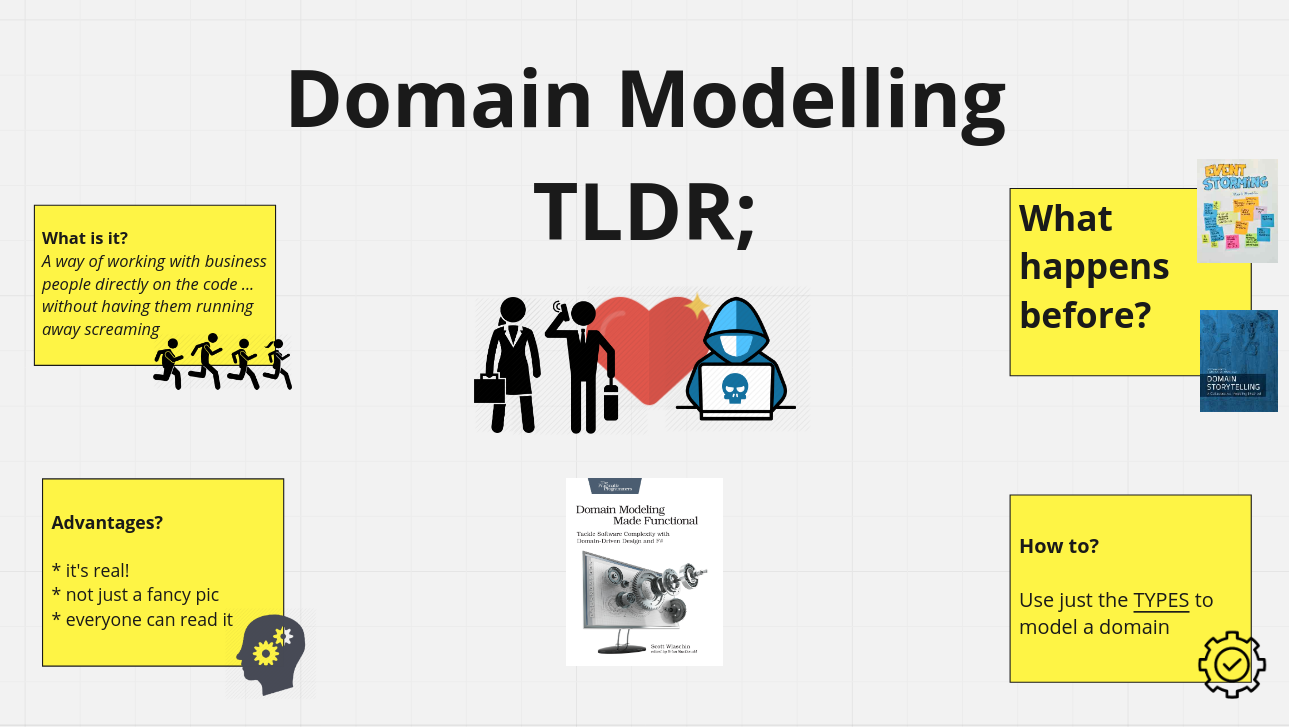 Domain Modelling
TLDR;
What is it?
A way of working with business
people directly on the code ...
without having them running
away screaming
What
happens
before?
EVENT
STORMING
DOMAIN
STORYTELLING
Advantages?
* it's real!
* not just a fancy pic
* everyone can read it
The
Pragmatic
Programmers
Domain Modeling
Made Functional
Tackle Software Complexity with
Domain-Driven Design and F#
Scott Wlaschin
How to?
Use just the TYPES to
model a domain